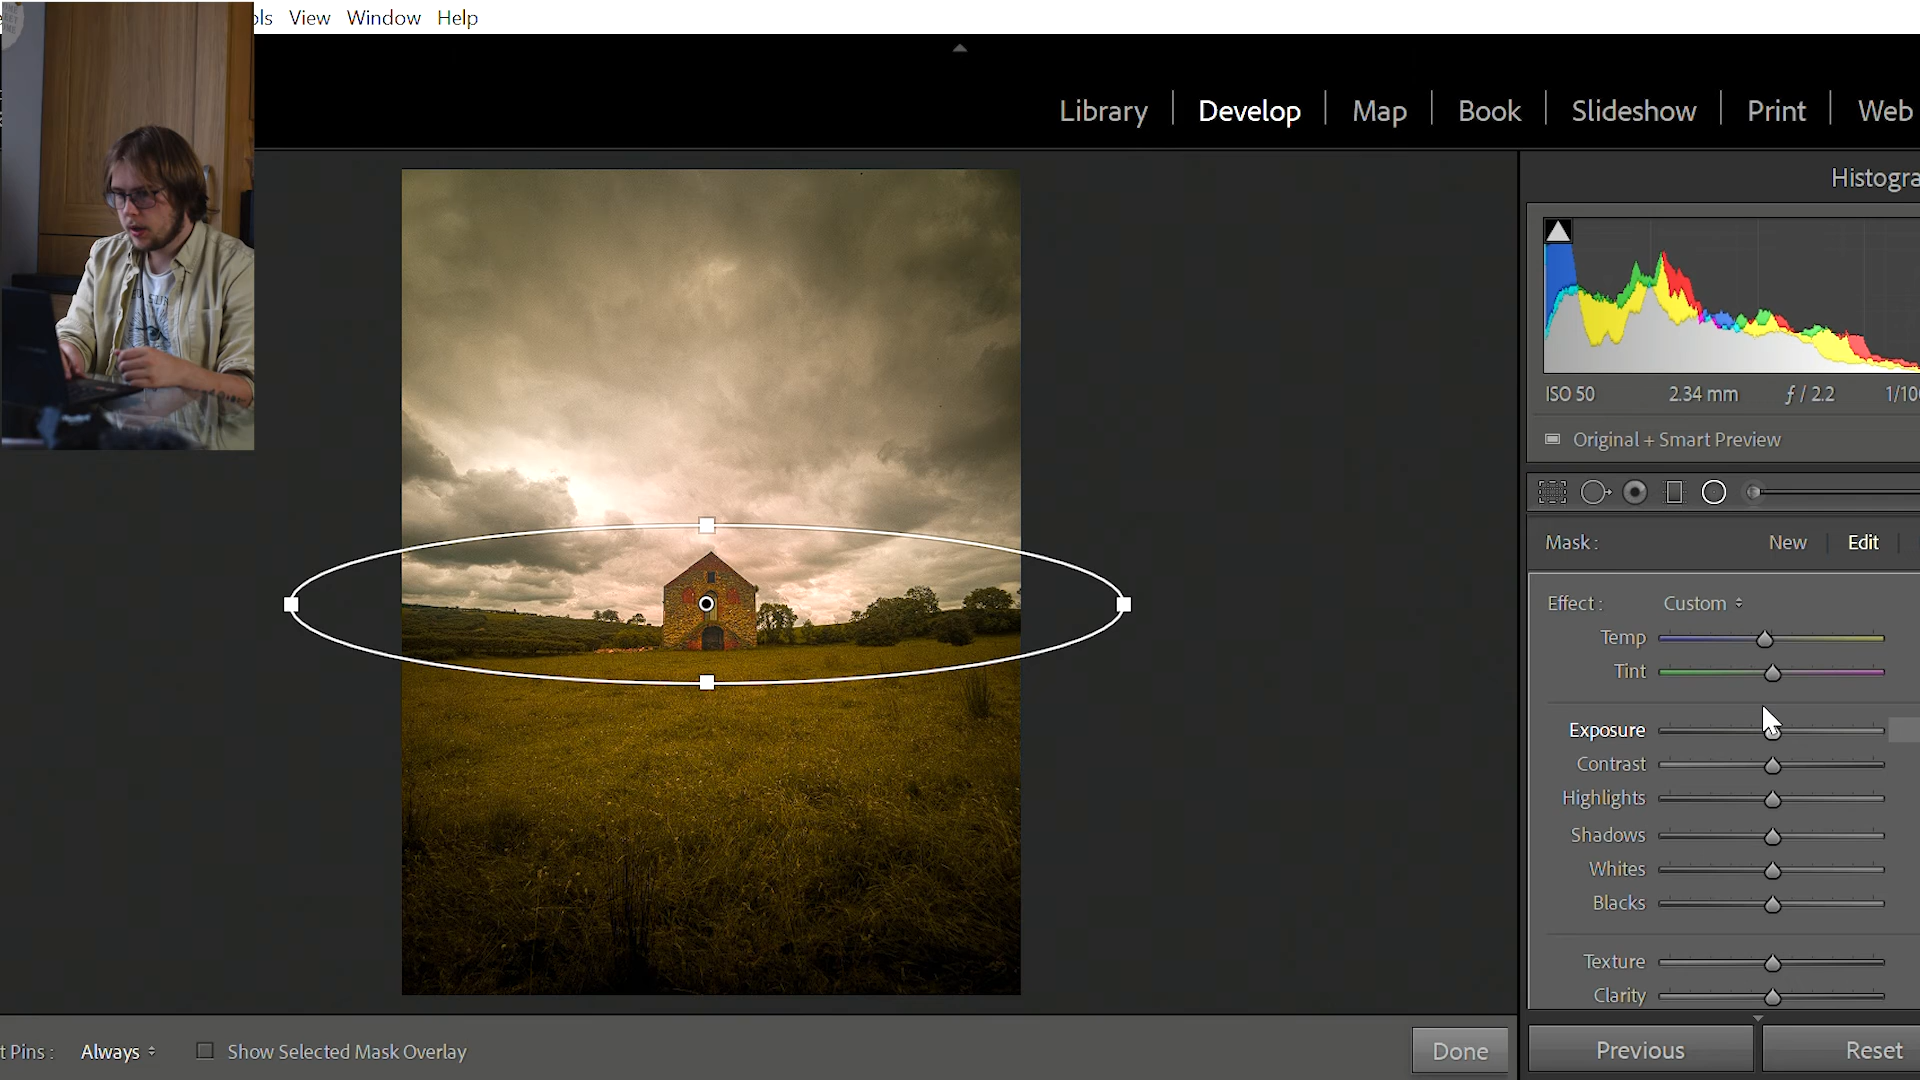 ols View Window Help
Library Develop Map Book Slideshow Print Web
Histogra
ISO 50 2.34 mm ƒ / 2.2 1/100
Original + Smart Preview
Mask : New Edit
Effect : Custom
Temp
Tint
Exposure
Contrast
Highlights
Shadows
Whites
Blacks
Texture
Clarity
t Pins : Always Show Selected Mask Overlay Done Previous Reset